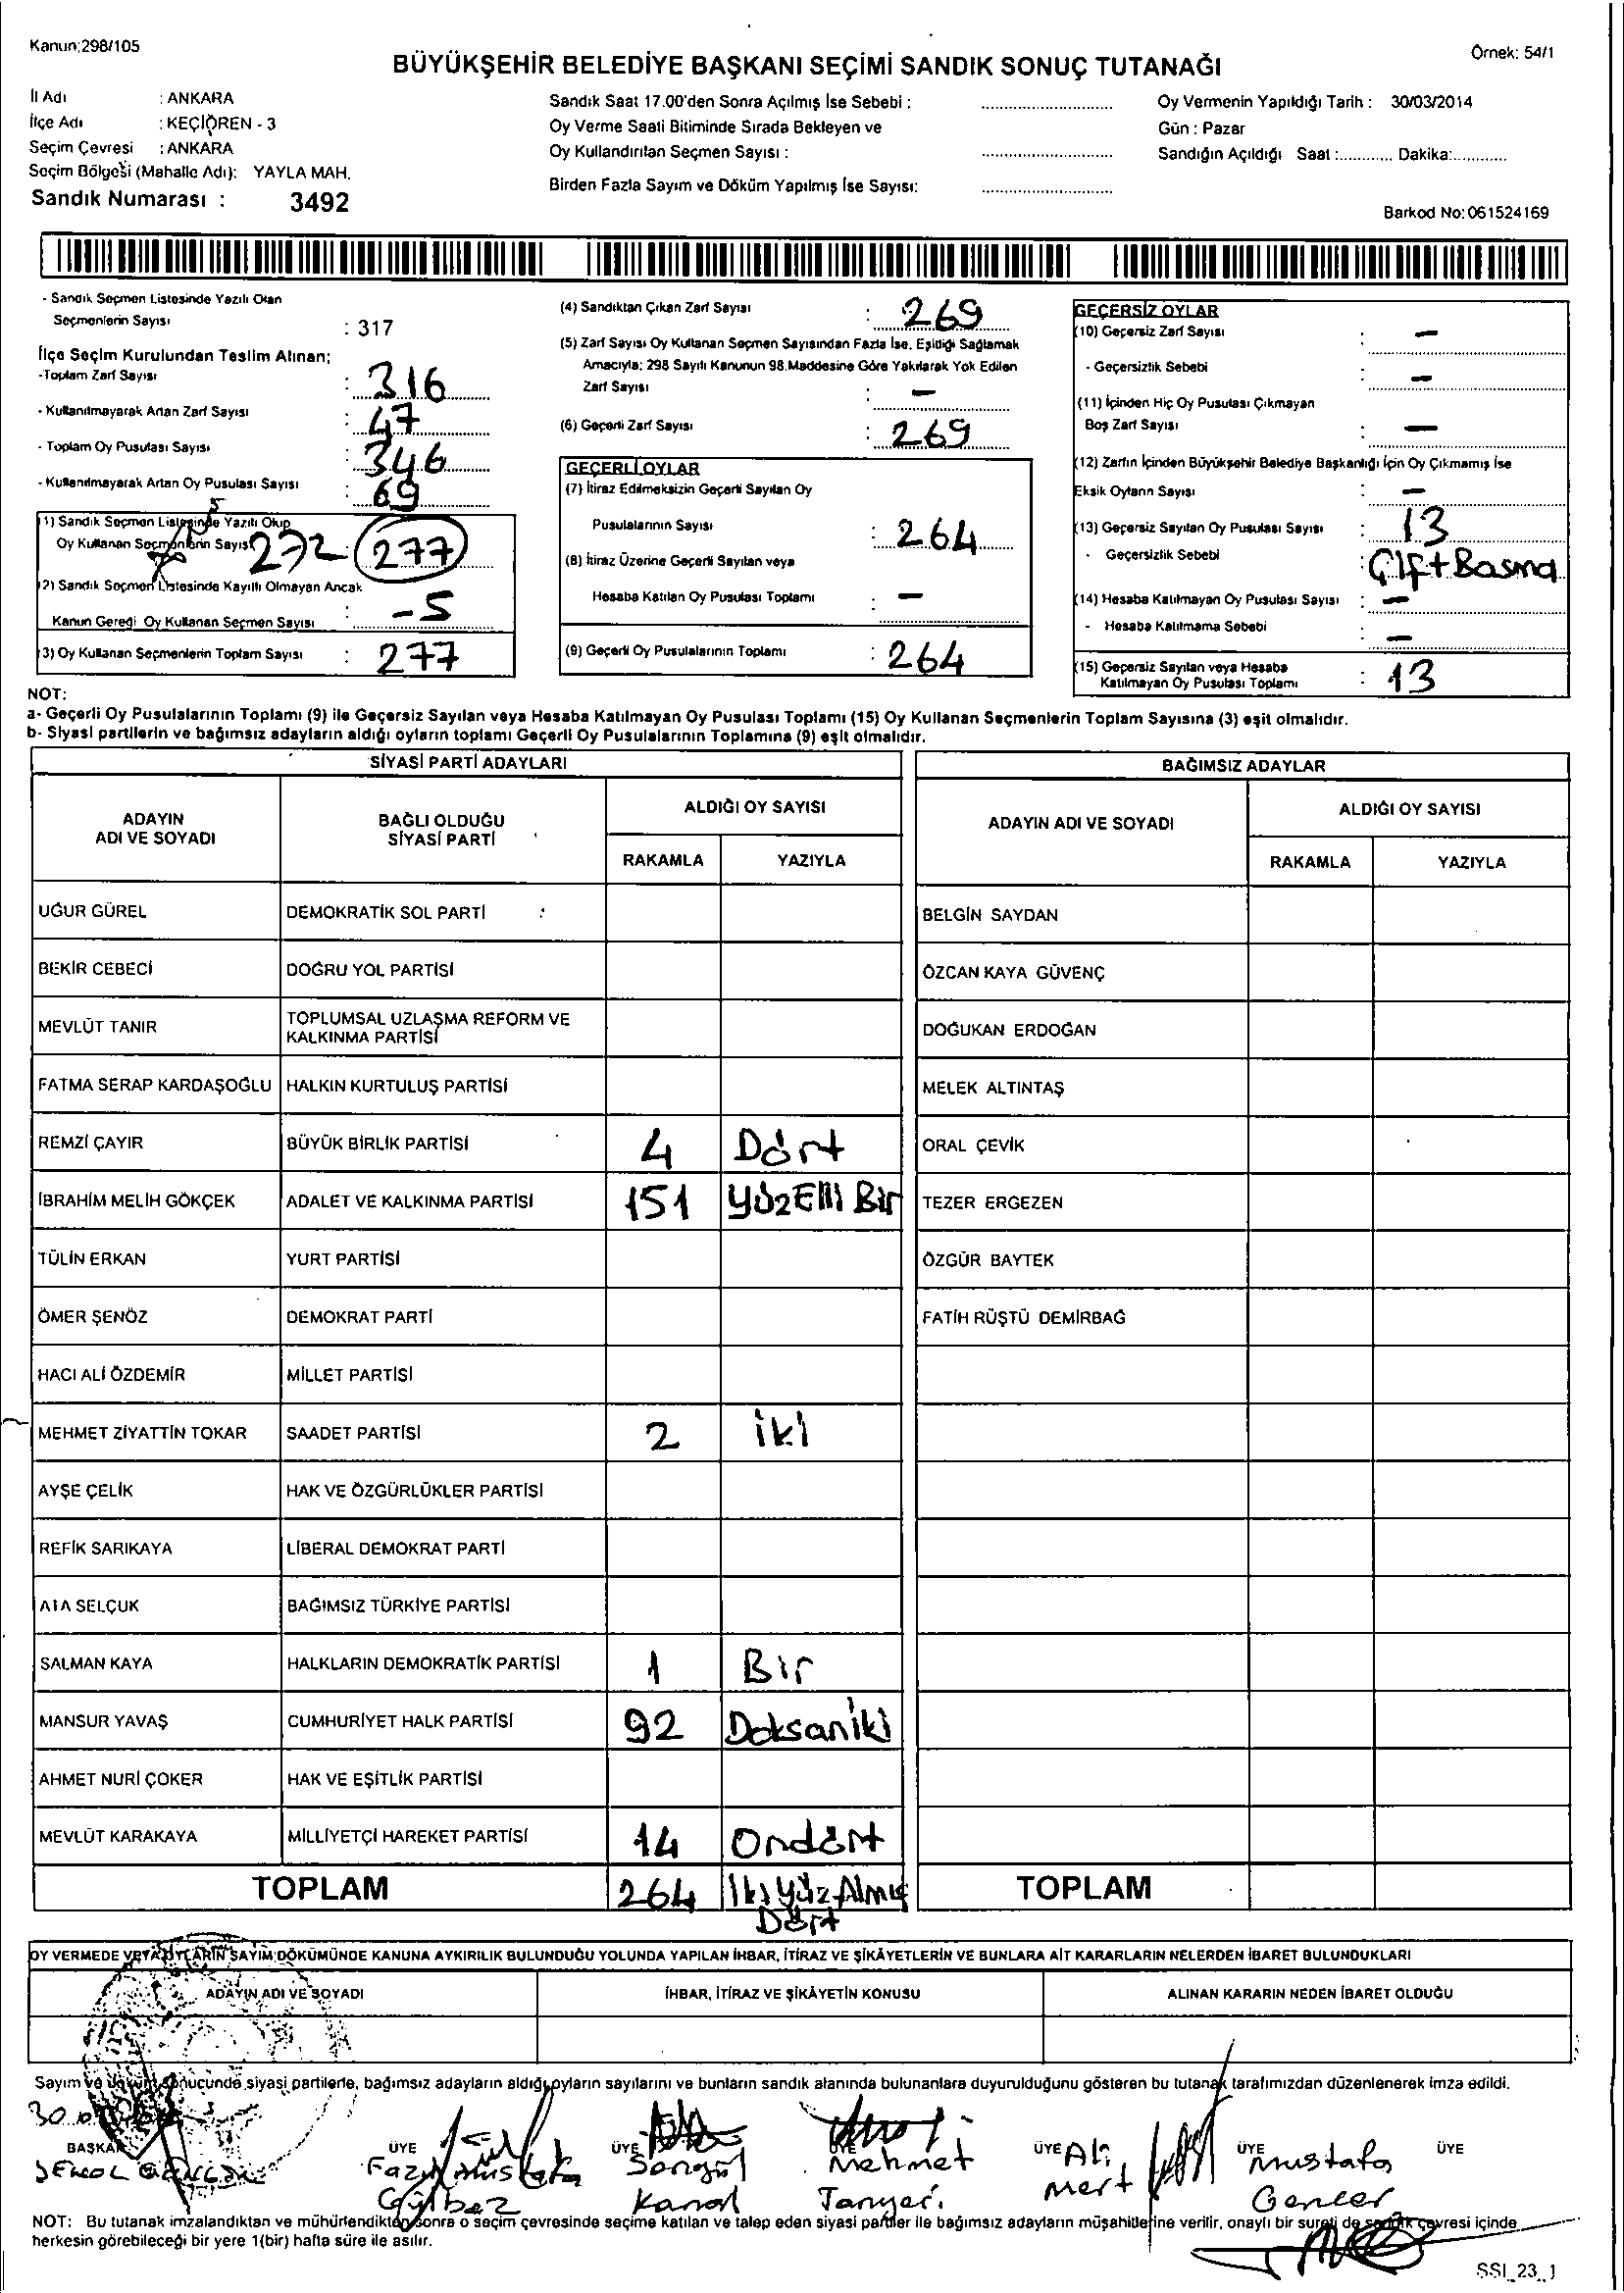 Kanun;298/105
Örnek: 54/1
BÜYÜKŞEHİR BELEDİYE BAŞKANI SEÇİMİ SANDIK SONUÇ TUTANAĞI
İl Adı : ANKARA
İlçe Adı : KEÇİÖREN - 3
Seçim Çevresi : ANKARA
Seçim Bölgesi (Mahalle Adı): YAYLA MAH.
Sandık Numarası : 3492
Sandık Saat 17.00'den Sonra Açılmış İse Sebebi :
Oy Verme Saati Bitiminde Sırada Bekleyen ve
Oy Kullandırılan Seçmen Sayısı :
Birden Fazla Sayım ve Döküm Yapılmış İse Sayısı:
Oy Vermenin Yapıldığı Tarih : 30/03/2014
Gün : Pazar
Sandığın Açıldığı Saat :............ Dakika:............
Barkod No: 061524169
- Sandık Seçmen Listesinde Yazılı Olan
Seçmenlerin Sayısı : 317
İlçe Seçim Kurulundan Teslim Alınan;
-Toplam Zarf Sayısı : 316
- Kullanılmayarak Artan Zarf Sayısı : 47
- Toplam Oy Pusulası Sayısı : 346
- Kullanılmayarak Artan Oy Pusulası Sayısı : 69
(1) Sandık Seçmen Listesinde Yazılı Olup
Oy Kullanan Seçmenlerin Sayısı 272 277
(2) Sandık Seçmen Listesinde Kayıtlı Olmayan Ancak
Kanun Gereği Oy Kullanan Seçmen Sayısı : -5
(3) Oy Kullanan Seçmenlerin Toplam Sayısı : 277
(4) Sandıktan Çıkan Zarf Sayısı : 269
(5) Zarf Sayısı Oy Kullanan Seçmen Sayısından Fazla İse, Eşitliği Sağlamak
Amacıyla; 298 Sayılı Kanunun 98.Maddesine Göre Yakılarak Yok Edilen
Zarf Sayısı : —
(6) Geçerli Zarf Sayısı : 269
GEÇERLİ OYLAR
(7) İtiraz Edilmeksizin Geçerli Sayılan Oy
Pusulalarının Sayısı : 264
(8) İtiraz Üzerine Geçerli Sayılan veya
Hesaba Katılan Oy Pusulası Toplamı : —
(9) Geçerli Oy Pusulalarının Toplamı : 264
GEÇERSİZ OYLAR
(10) Geçersiz Zarf Sayısı : —
- Geçersizlik Sebebi : —
(11) İçinden Hiç Oy Pusulası Çıkmayan
Boş Zarf Sayısı : —
(12) Zarfın İçinden Büyükşehir Belediye Başkanlığı İçin Oy Çıkmamış İse
Eksik Oyların Sayısı : —
(13) Geçersiz Sayılan Oy Pusulası Sayısı : 13
- Geçersizlik Sebebi : Çift Basma
(14) Hesaba Katılmayan Oy Pusulası Sayısı : —
- Hesaba Katılmama Sebebi : —
(15) Geçersiz Sayılan veya Hesaba
Katılmayan Oy Pusulası Toplamı : 13
NOT:
a- Geçerli Oy Pusulalarının Toplamı (9) ile Geçersiz Sayılan veya Hesaba Katılmayan Oy Pusulası Toplamı (15) Oy Kullanan Seçmenlerin Toplam Sayısına (3) eşit olmalıdır.
b- Siyasi partilerin ve bağımsız adayların aldığı oyların toplamı Geçerli Oy Pusulalarının Toplamına (9) eşit olmalıdır.
SİYASİ PARTİ ADAYLARI
ADAYIN ADI VE SOYADI
BAĞLI OLDUĞU SİYASİ PARTİ
ALDIĞI OY SAYISI
RAKAMLA YAZIYLA
UĞUR GÜREL DEMOKRATİK SOL PARTİ
BEKİR CEBECİ DOĞRU YOL PARTİSİ
MEVLÜT TANIR TOPLUMSAL UZLAŞMA REFORM VE KALKINMA PARTİSİ
FATMA SERAP KARDAŞOĞLU HALKIN KURTULUŞ PARTİSİ
REMZİ ÇAYIR BÜYÜK BİRLİK PARTİSİ 4 Dört
İBRAHİM MELİH GÖKÇEK ADALET VE KALKINMA PARTİSİ 151 YüzElli Bir
TÜLİN ERKAN YURT PARTİSİ
ÖMER ŞENÖZ DEMOKRAT PARTİ
HACI ALİ ÖZDEMİR MİLLET PARTİSİ
MEHMET ZİYATTİN TOKAR SAADET PARTİSİ 2 iki
AYŞE ÇELİK HAK VE ÖZGÜRLÜKLER PARTİSİ
REFİK SARIKAYA LİBERAL DEMOKRAT PARTİ
ATA SELÇUK BAĞIMSIZ TÜRKİYE PARTİSİ
SALMAN KAYA HALKLARIN DEMOKRATİK PARTİSİ 1 Bir
MANSUR YAVAŞ CUMHURİYET HALK PARTİSİ 92 Doksaniki
AHMET NURİ ÇOKER HAK VE EŞİTLİK PARTİSİ
MEVLÜT KARAKAYA MİLLİYETÇİ HAREKET PARTİSİ 14 Ondört
TOPLAM 264 İkiyüz Almış
Dört
BAĞIMSIZ ADAYLAR
ADAYIN ADI VE SOYADI
ALDIĞI OY SAYISI
RAKAMLA YAZIYLA
BELGİN SAYDAN
ÖZCAN KAYA GÜVENÇ
DOĞUKAN ERDOĞAN
MELEK ALTINTAŞ
ORAL ÇEVİK
TEZER ERGEZEN
ÖZGÜR BAYTEK
FATİH RÜŞTÜ DEMİRBAĞ
TOPLAM
OY VERMEDE VEYA OYLARIN SAYIM DÖKÜMÜNDE KANUNA AYKIRILIK BULUNDUĞU YOLUNDA YAPILAN İHBAR, İTİRAZ VE ŞİKÂYETLERİN VE BUNLARA AİT KARARLARIN NELERDEN İBARET BULUNDUKLARI
ADAYIN ADI VE SOYADI
İHBAR, İTİRAZ VE ŞİKÂYETİN KONUSU
ALINAN KARARIN NEDEN İBARET OLDUĞU
Sayım ve döküm sonucunda siyasi partilerle, bağımsız adayların aldığı oyların sayılarını ve bunların sandık alanında bulunanlara duyurulduğunu gösteren bu tutanak tarafımızdan düzenlenerek imza edildi.
30
BAŞKAN ÜYE ÜYE ÜYE ÜYE ÜYE ÜYE
ŞENOL
Fazıl Mustafa
Gülbez
Songül
Kanal
Mehmet
Tanyeri
Ali
Mert
Mustafa
Gencer
NOT: Bu tutanak imzalandıktan ve mühürlendikten sonra o seçim çevresinde seçime katılan ve talep eden siyasi partiler ile bağımsız adayların müşahitlerine verilir, onaylı bir sureti de sandık çevresi içinde
herkesin görebileceği bir yere 1(bir) hafta süre ile asılır.
SSI_23_1